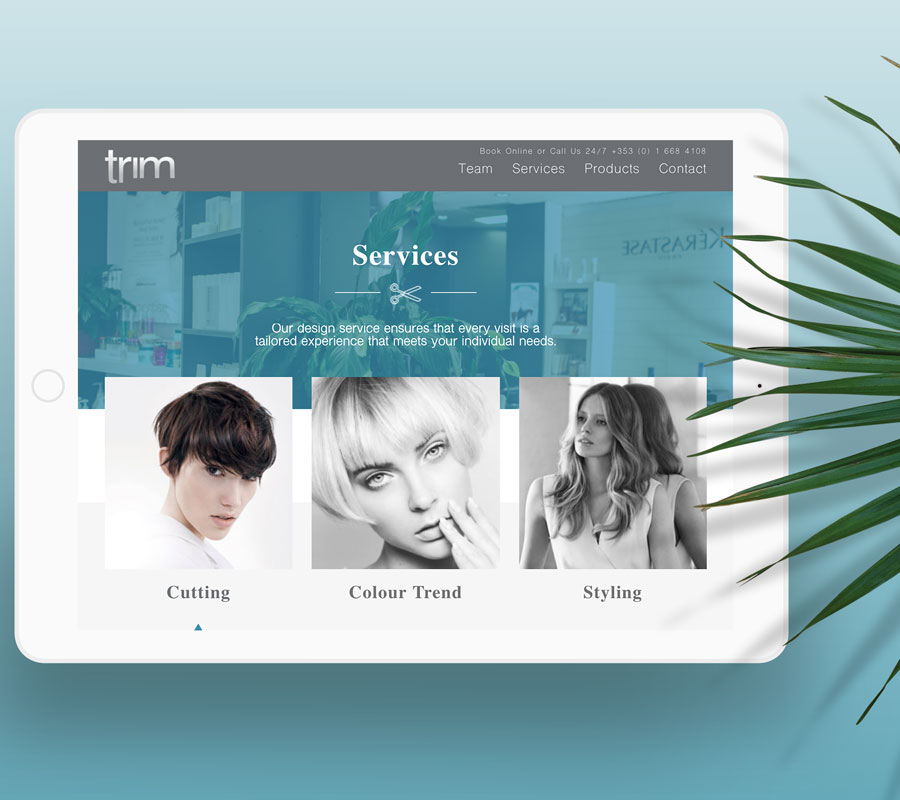 trim
Book Online or Call Us 24/7 +353 (0) 1 668 4108
Team Services Products Contact
KÉRASTASE
Services
Our design service ensures that every visit is a
tailored experience that meets your individual needs.
Cutting Colour Trend Styling